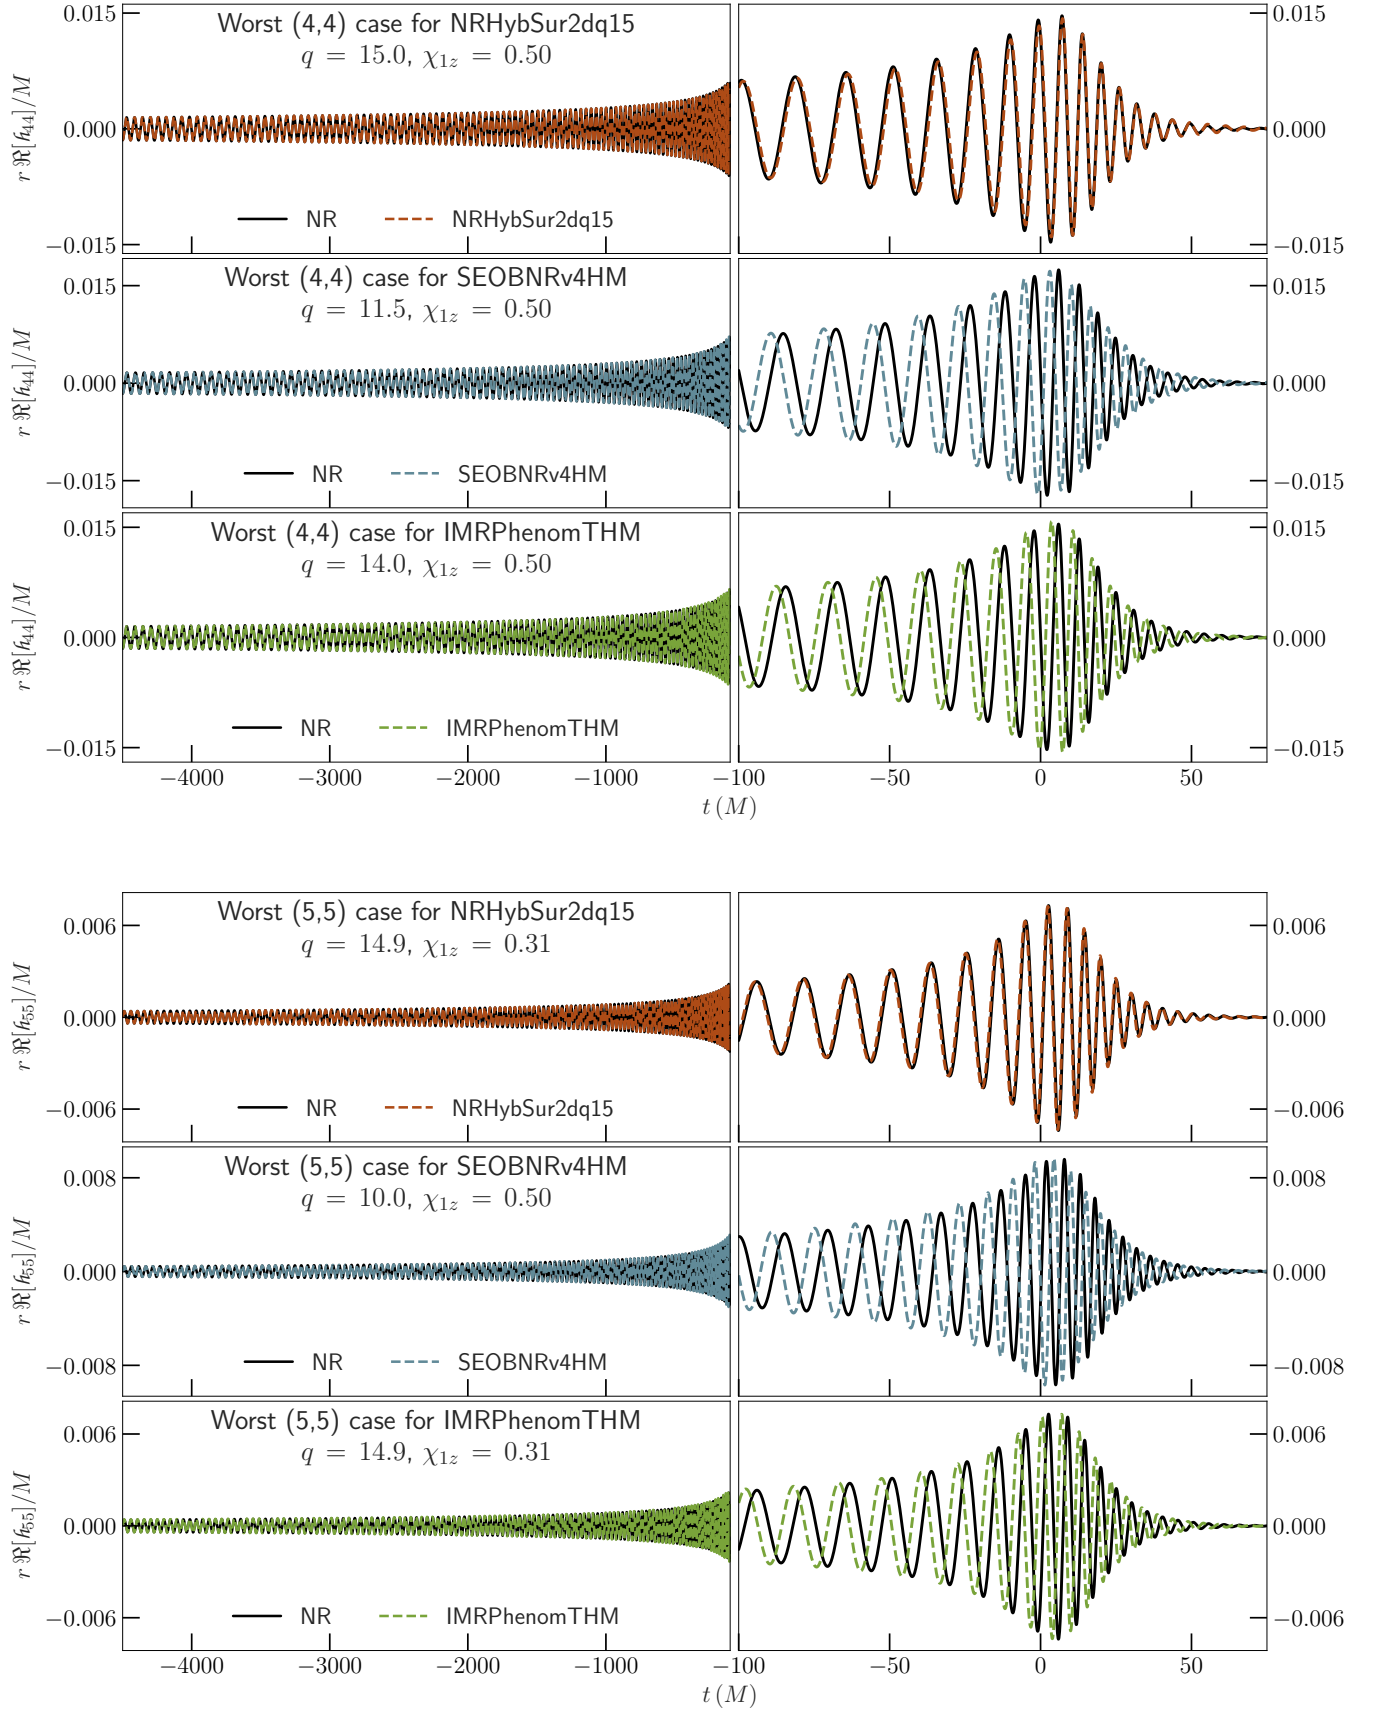 Worst (4,4) case for NRHybSur2dq15
q = 15.0, χ1z = 0.50
0.015
0.000
−0.015
r ℜ[𝒽44]/M
NR
NRHybSur2dq15
0.015
0.000
−0.015
Worst (4,4) case for SEOBNRv4HM
q = 11.5, χ1z = 0.50
0.015
0.000
−0.015
r ℜ[𝒽44]/M
NR
SEOBNRv4HM
0.015
0.000
−0.015
Worst (4,4) case for IMRPhenomTHM
q = 14.0, χ1z = 0.50
0.015
0.000
−0.015
r ℜ[𝒽44]/M
NR
IMRPhenomTHM
0.015
0.000
−0.015
−4000 −3000 −2000 −1000 −100 −50 0 50
t (M)
Worst (5,5) case for NRHybSur2dq15
q = 14.9, χ1z = 0.31
0.006
0.000
−0.006
r ℜ[𝒽55]/M
NR
NRHybSur2dq15
0.006
0.000
−0.006
Worst (5,5) case for SEOBNRv4HM
q = 10.0, χ1z = 0.50
0.008
0.000
−0.008
r ℜ[𝒽55]/M
NR
SEOBNRv4HM
0.008
0.000
−0.008
Worst (5,5) case for IMRPhenomTHM
q = 14.9, χ1z = 0.31
0.006
0.000
−0.006
r ℜ[𝒽55]/M
NR
IMRPhenomTHM
0.006
0.000
−0.006
−4000 −3000 −2000 −1000 −100 −50 0 50
t (M)